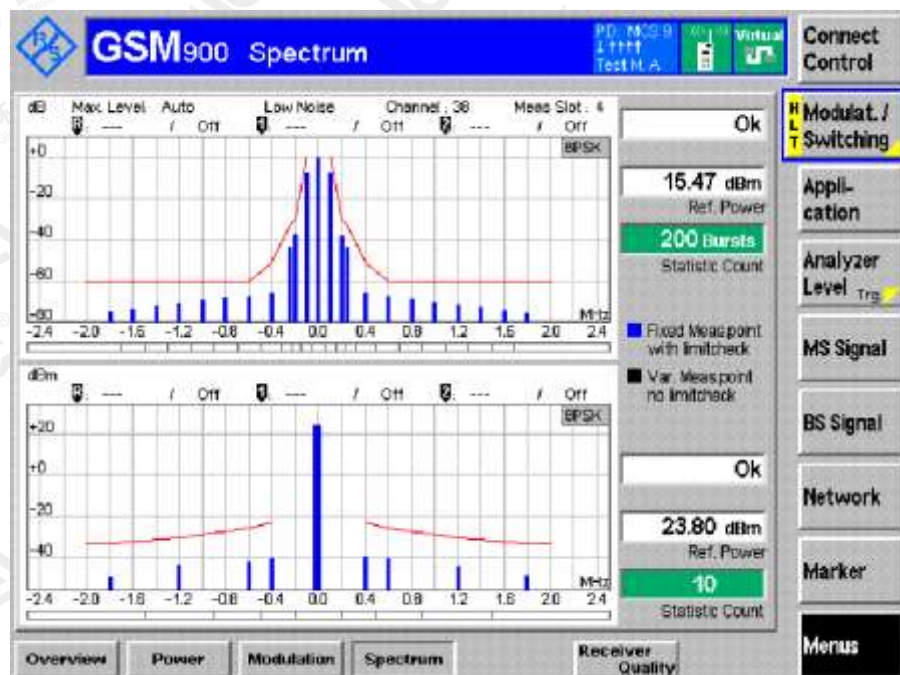 GSM900 Spectrum
P.D.: MCS 9
Test M. A
Virtual
Connect
Control
dB Max. Level: Auto Low Noise Channel : 38 Meas Slot : 4
--- / Off --- / Off --- / Off
BPSK
+0
-20
-40
-60
-80
MHz
-2.4 -2.0 -1.6 -1.2 -0.8 -0.4 0.0 0.4 0.8 1.2 1.6 2.0 2.4
Ok
15.47 dBm
Ref. Power
200 Bursts
Statistic Count
Fixed Meas.point
with limitcheck
Var. Meas.point
no limitcheck
dBm
--- / Off --- / Off --- / Off
BPSK
+20
+0
-20
-40
MHz
-2.4 -2.0 -1.6 -1.2 -0.8 -0.4 0.0 0.4 0.8 1.2 1.6 2.0 2.4
Ok
23.80 dBm
Ref. Power
10
Statistic Count
HLT
Modulat. /
Switching
Appli-
cation
Analyzer
Level Trg
MS Signal
BS Signal
Network
Marker
Menus
Overview Power Modulation Spectrum Receiver
Quality